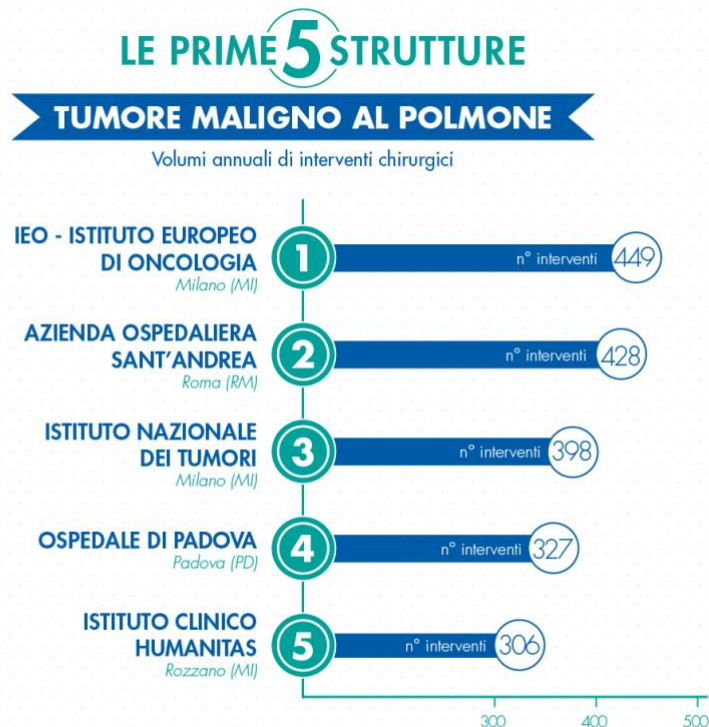 LE PRIME 5 STRUTTURE
TUMORE MALIGNO AL POLMONE
Volumi annuali di interventi chirurgici
IEO - ISTITUTO EUROPEO
DI ONCOLOGIA
Milano (MI)
1
n° interventi 449
AZIENDA OSPEDALIERA
SANT'ANDREA
Roma (RM)
2
n° interventi 428
ISTITUTO NAZIONALE
DEI TUMORI
Milano (MI)
3
n° interventi 398
OSPEDALE DI PADOVA
Padova (PD)
4
n° interventi 327
ISTITUTO CLINICO
HUMANITAS
Rozzano (MI)
5
n° interventi 306
300 400 500